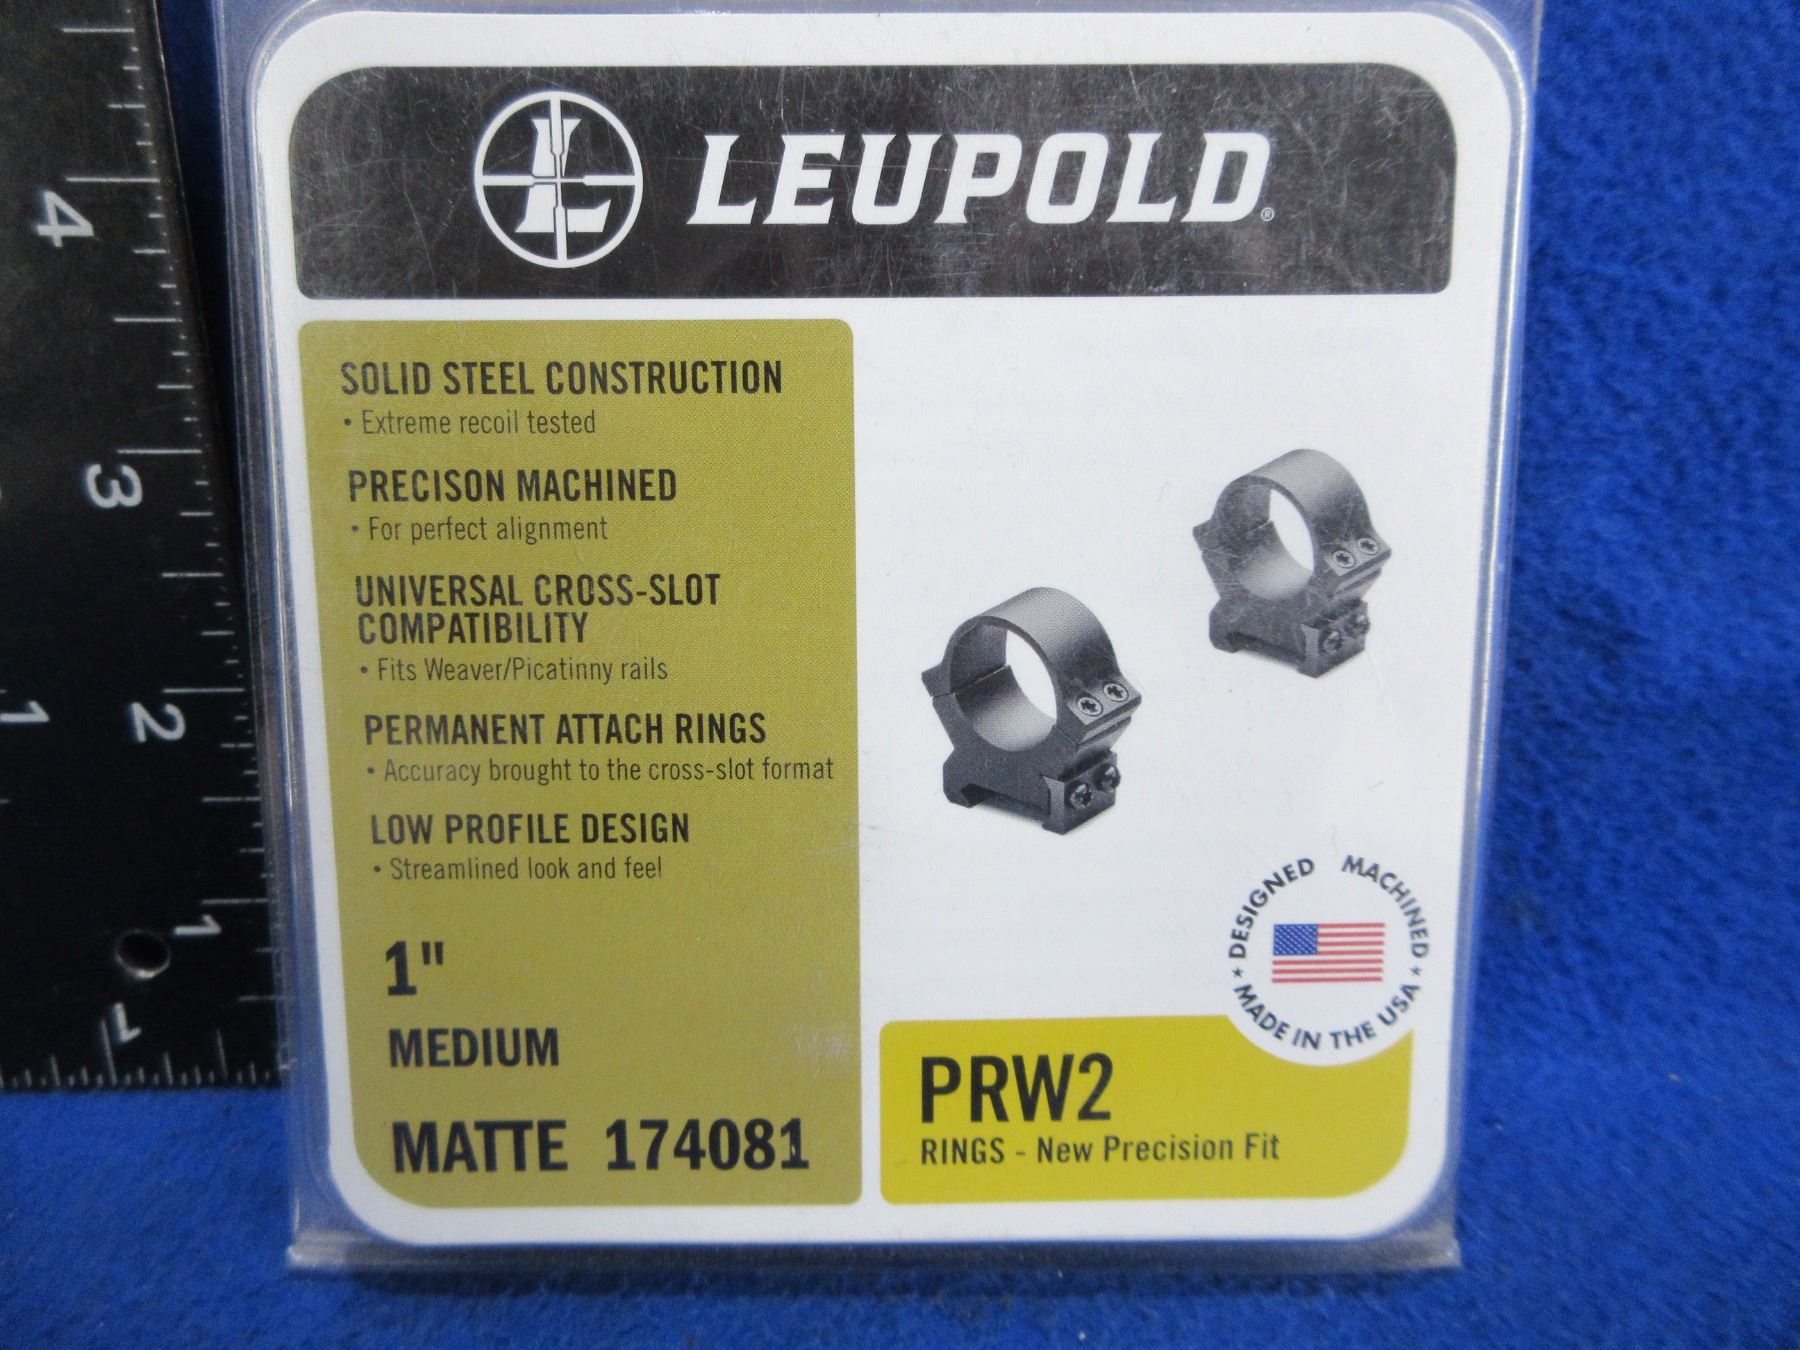 LEUPOLD®
SOLID STEEL CONSTRUCTION
• Extreme recoil tested
PRECISON MACHINED
• For perfect alignment
UNIVERSAL CROSS-SLOT
COMPATIBILITY
• Fits Weaver/Picatinny rails
PERMANENT ATTACH RINGS
• Accuracy brought to the cross-slot format
LOW PROFILE DESIGN
• Streamlined look and feel
1"
MEDIUM
MATTE 174081
DESIGNED MACHINED
★ MADE IN THE USA ★
PRW2
RINGS - New Precision Fit
4
3
2
1
1
1